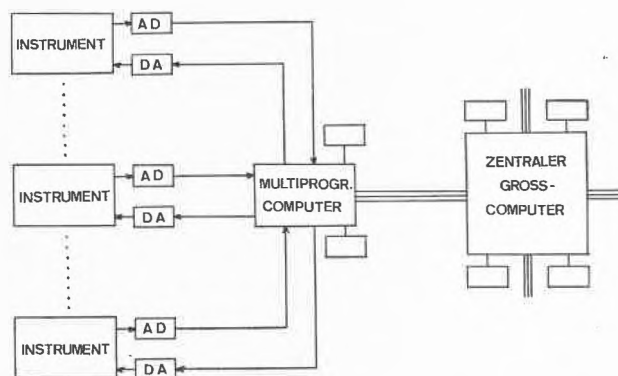 INSTRUMENT
AD
DA
INSTRUMENT
AD
DA
MULTIPROGR.
COMPUTER
ZENTRALER
GROSS-
COMPUTER
INSTRUMENT
AD
DA